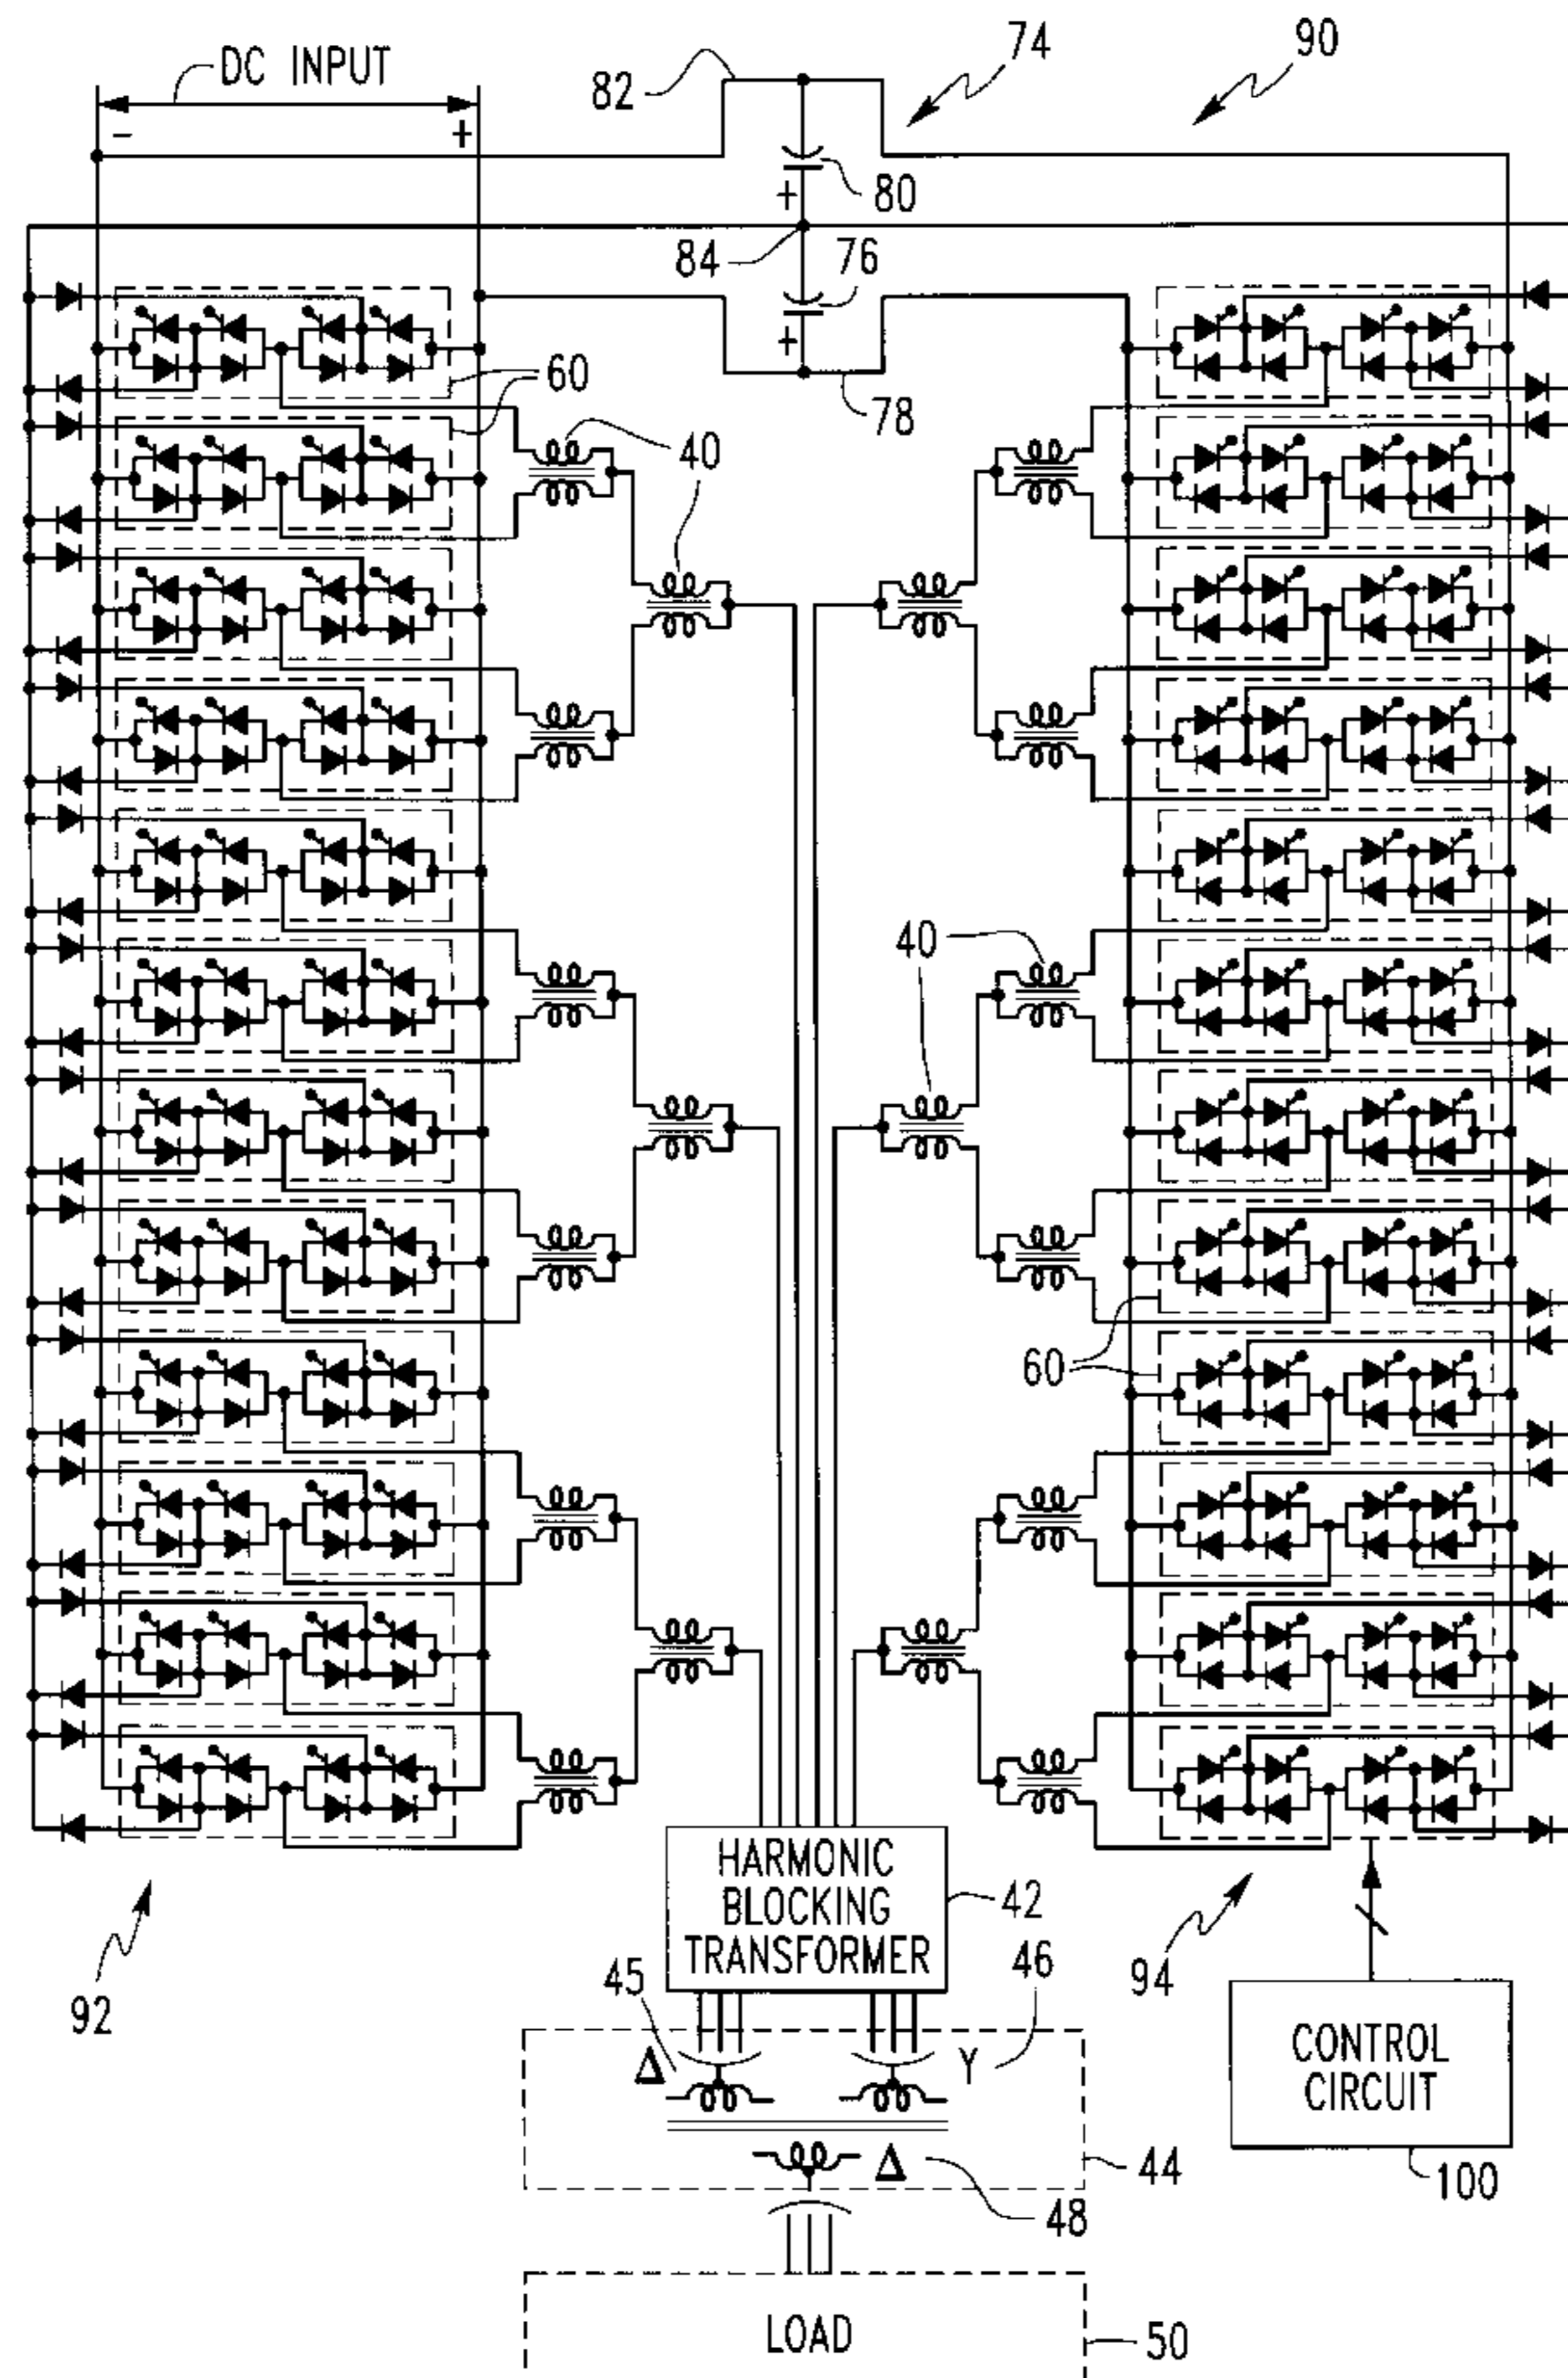 DC INPUT
82
74
90
-
+
80
+
84
76
+
60
78
40
40
40
40
60
HARMONIC
BLOCKING
TRANSFORMER
42
92
94
45
46
Δ
Y
CONTROL
CIRCUIT
Δ
44
100
48
LOAD
50